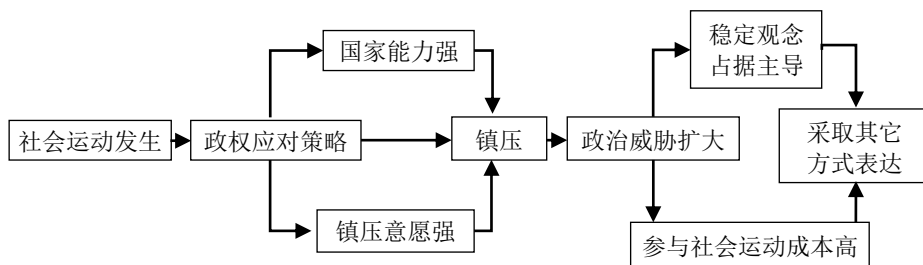 国家能力强
稳定观念
占据主导
社会运动发生
政权应对策略
镇压
政治威胁扩大
采取其它
方式表达
镇压意愿强
参与社会运动成本高